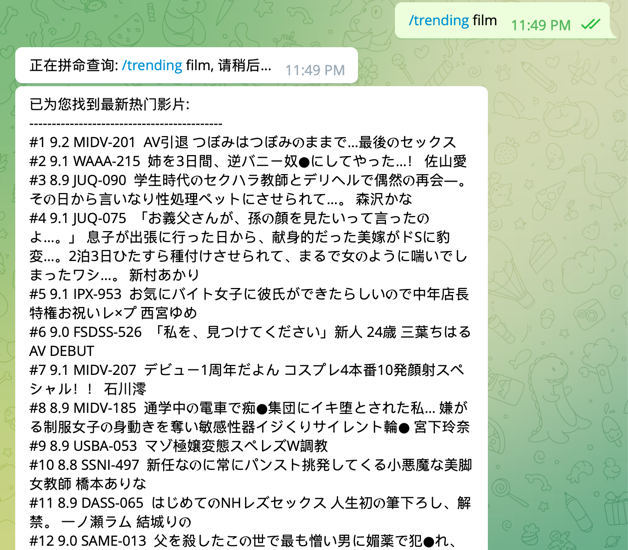 /trending film 11:49 PM
正在拼命查询: /trending film, 请稍后... 11:49 PM
已为您找到最新热门影片:
------------------------------------------
#1 9.2 MIDV-201 AV引退 つぼみはつぼみのままで…最後のセックス
#2 9.1 WAAA-215 姉を3日間、逆バニー奴●にしてやった…! 佐山愛
#3 8.9 JUQ-090 学生時代のセクハラ教師とデリヘルで偶然の再会―。
その日から言いなり性処理ペットにさせられて…。 森沢かな
#4 9.1 JUQ-075 「お義父さんが、孫の顔を見たいって言ったの
よ…。」 息子が出張に行った日から、献身的だった美嫁がドSに豹
変…。2泊3日ひたすら種付けさせられて、まるで女のように喘いでし
まったワシ…。 新村あかり
#5 9.1 IPX-953 お気にバイト女子に彼氏ができたらしいので中年店長
特権お祝いレ×プ 西宮ゆめ
#6 9.0 FSDSS-526 「私を、見つけてください」新人 24歳 三葉ちはる
AV DEBUT
#7 9.1 MIDV-207 デビュー1周年だよん コスプレ4本番10発顔射スペ
シャル！！ 石川澪
#8 8.9 MIDV-185 通学中の電車で痴●集団にイキ堕とされた私… 嫌が
る制服女子の身動きを奪い敏感性器イジくりサイレント輪● 宮下玲奈
#9 8.9 USBA-053 マゾ極嬢変態スペレズW調教
#10 8.8 SSNI-497 新任なのに常にパンスト挑発してくる小悪魔な美脚
女教師 橋本ありな
#11 8.9 DASS-065 はじめてのNHレズセックス 人生初の筆下ろし、解
禁。 一ノ瀬ラム 結城りの
#12 9.0 SAME-013 父を殺したこの世で最も憎い男に媚薬で犯●れ、